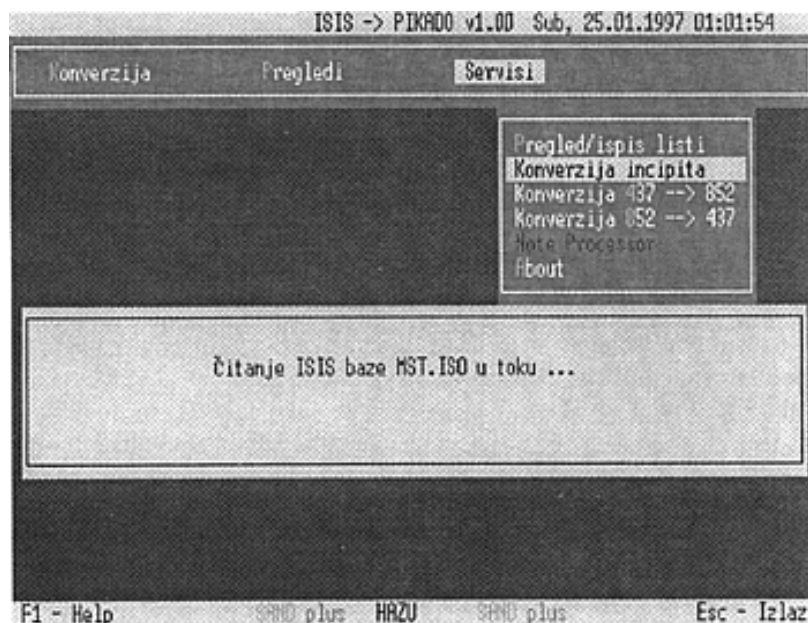 ISIS -> PIKADO v1.00 Sub, 25.01.1997 01:01:54
Konverzija Pregledi Servisi
Pregled/ispis listi
Konverzija incipita
Konverzija 437 --> 852
Konverzija 852 --> 437
Note Processor
About
Čitanje ISIS baze MST.ISO u toku ...
F1 - Help SAND plus HAZU SAND plus Esc - Izlaz